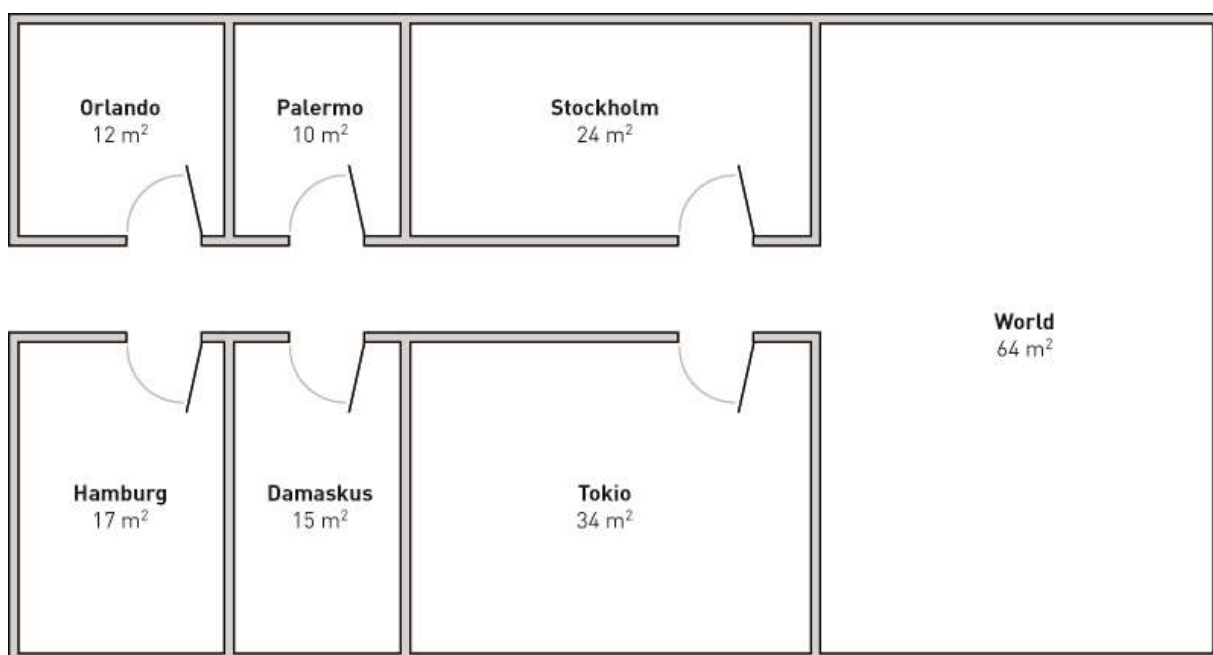 Orlando
12 m²
Palermo
10 m²
Stockholm
24 m²
World
64 m²
Hamburg
17 m²
Damaskus
15 m²
Tokio
34 m²